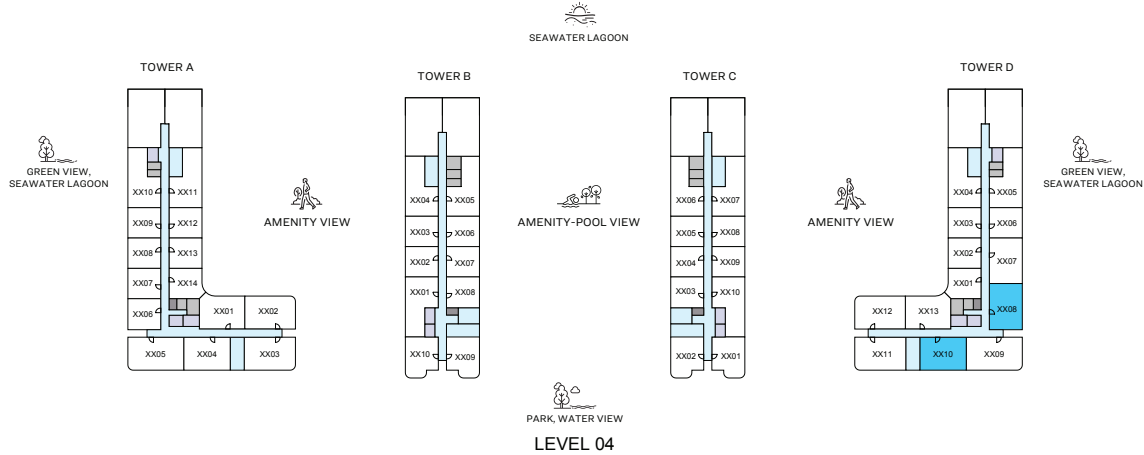 SEAWATER LAGOON
TOWER A
TOWER B
TOWER C
TOWER D
GREEN VIEW,
SEAWATER LAGOON
AMENITY VIEW
AMENITY-POOL VIEW
AMENITY VIEW
GREEN VIEW,
SEAWATER LAGOON
XX10 XX11
XX09 XX12
XX08 XX13
XX07 XX14
XX06 XX01 XX02
XX05 XX04 XX03
XX04 XX05
XX03 XX06
XX02 XX07
XX01 XX08
XX10 XX09
XX06 XX07
XX05 XX08
XX04 XX09
XX03 XX10
XX02 XX01
XX04 XX05
XX03 XX06
XX02 XX07
XX01
XX12 XX13 XX08
XX11 XX10 XX09
PARK, WATER VIEW
LEVEL 04